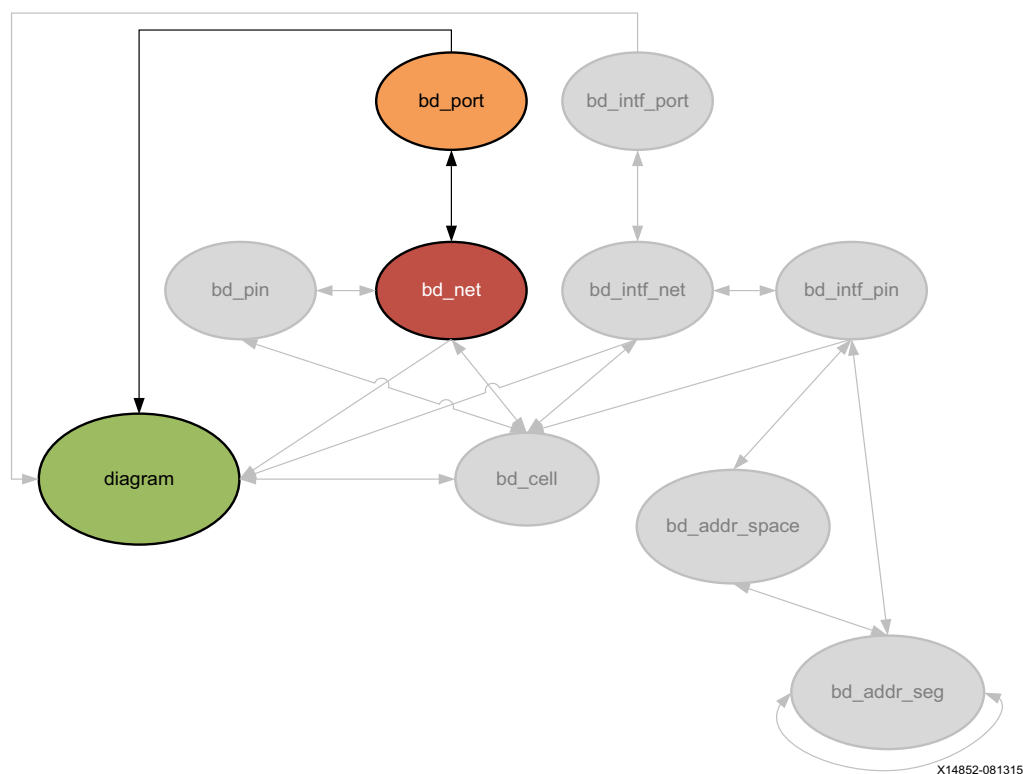 bd_port
bd_intf_port
bd_pin
bd_net
bd_intf_net
bd_intf_pin
diagram
bd_cell
bd_addr_space
bd_addr_seg
X14852-081315